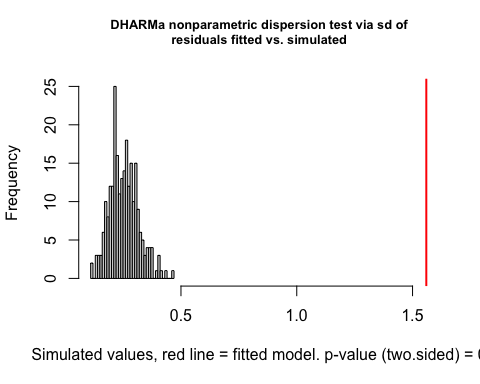 DHARMa nonparametric dispersion test via sd of
residuals fitted vs. simulated
25
20
15
10
5
0
Frequency
0.5 1.0 1.5
Simulated values, red line = fitted model. p-value (two.sided) =